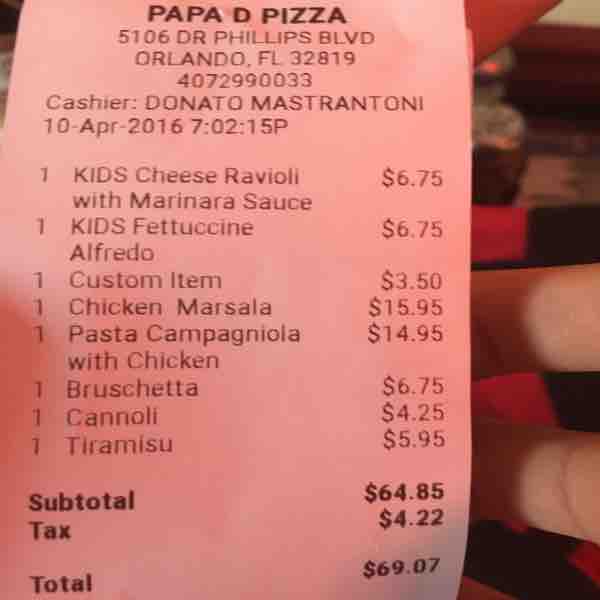 PAPA D PIZZA
5106 DR PHILLIPS BLVD
ORLANDO, FL 32819
4072990033
Cashier: DONATO MASTRANTONI
10-Apr-2016 7:02:15P
1 KIDS Cheese Ravioli $6.75
with Marinara Sauce
1 KIDS Fettuccine $6.75
Alfredo
1 Custom Item $3.50
1 Chicken Marsala $15.95
1 Pasta Campagniola $14.95
with Chicken
1 Bruschetta $6.75
1 Cannoli $4.25
1 Tiramisu $5.95
Subtotal $64.85
Tax $4.22
Total $69.07